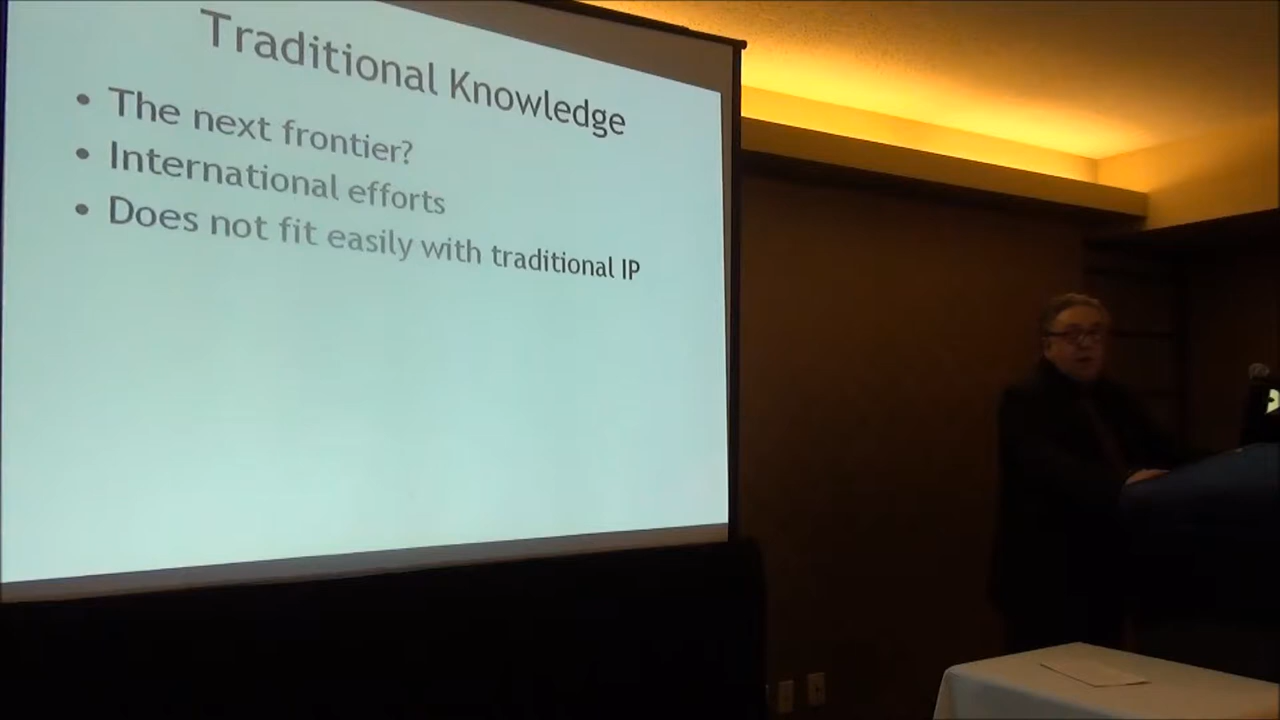 Traditional Knowledge
• The next frontier?
• International efforts
• Does not fit easily with traditional IP